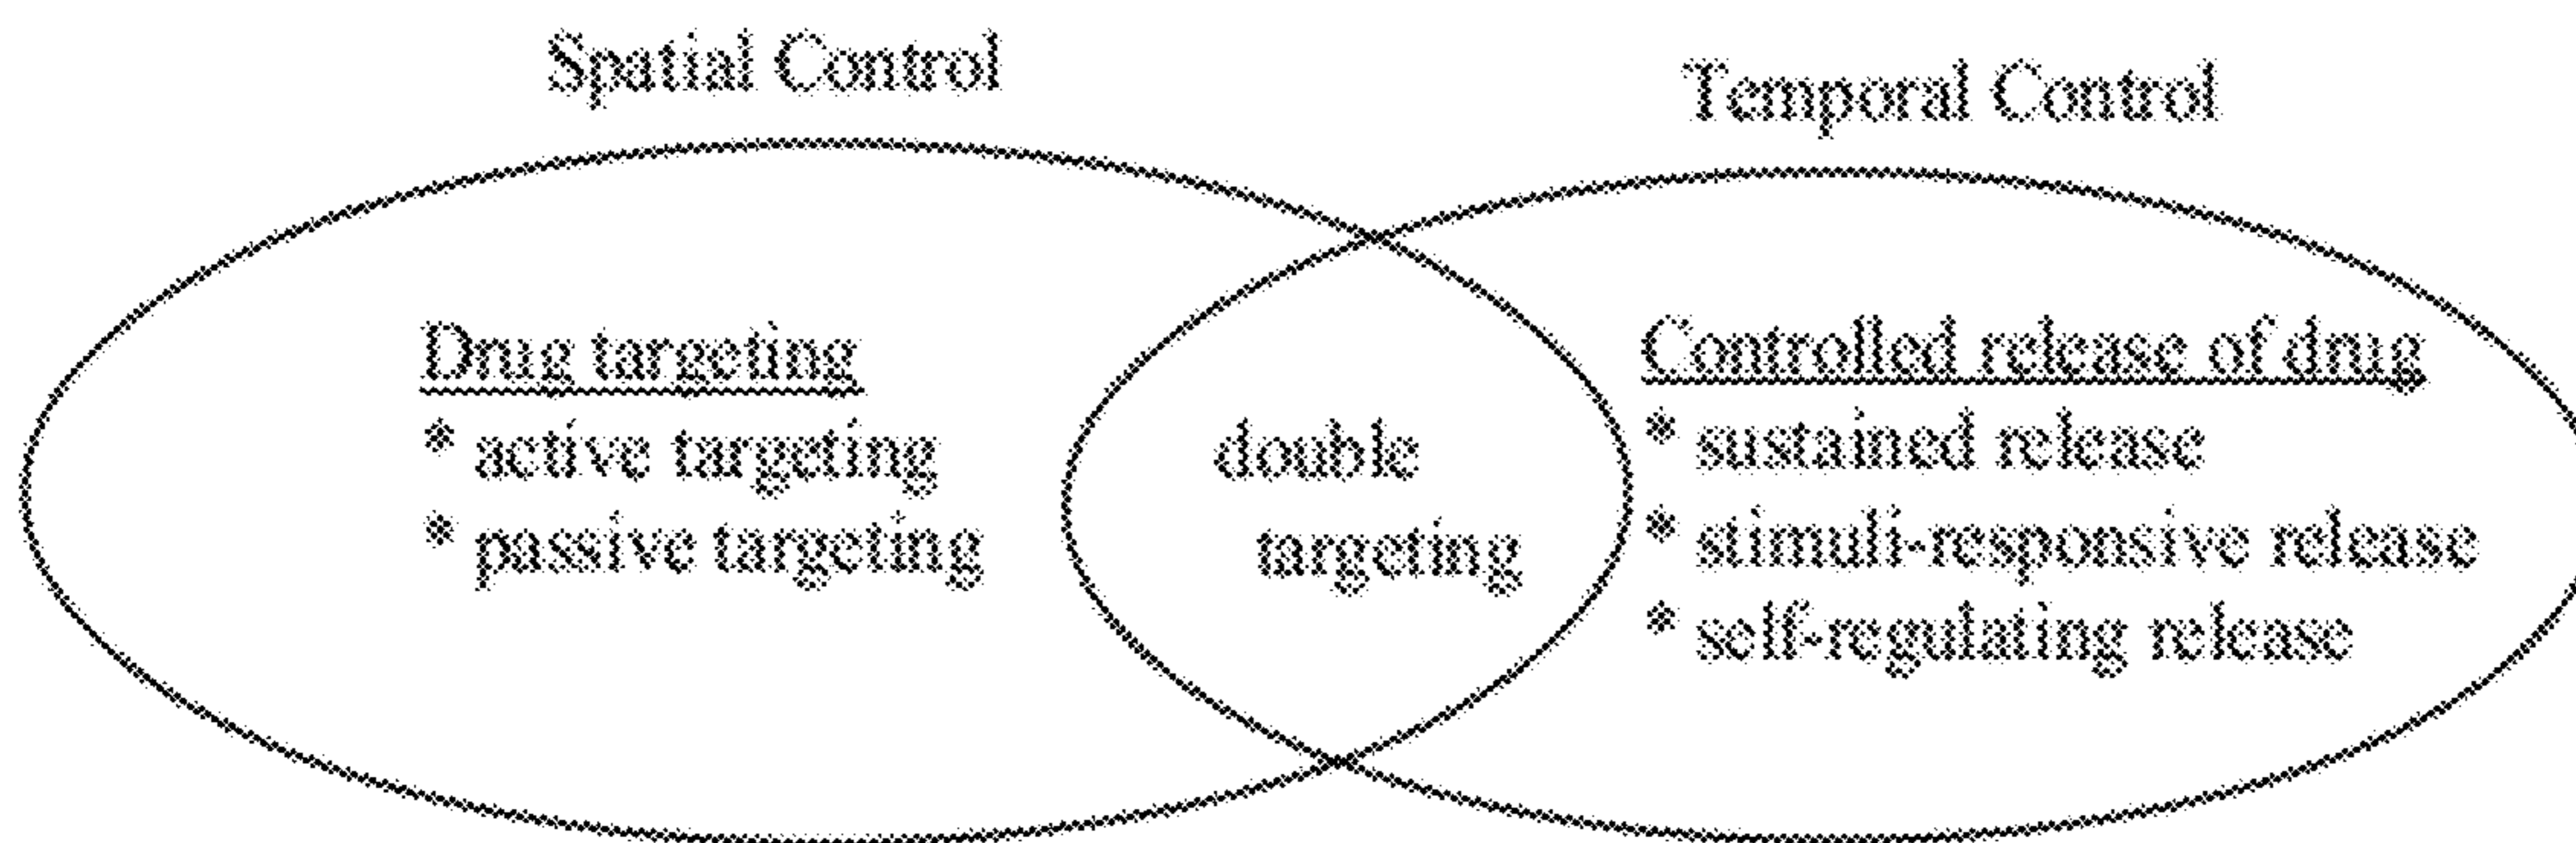 Spatial Control
Temporal Control
Drug targeting
* active targeting
* passive targeting
double
targeting
Controlled release of drug
* sustained release
* stimuli-responsive release
* self-regulating release